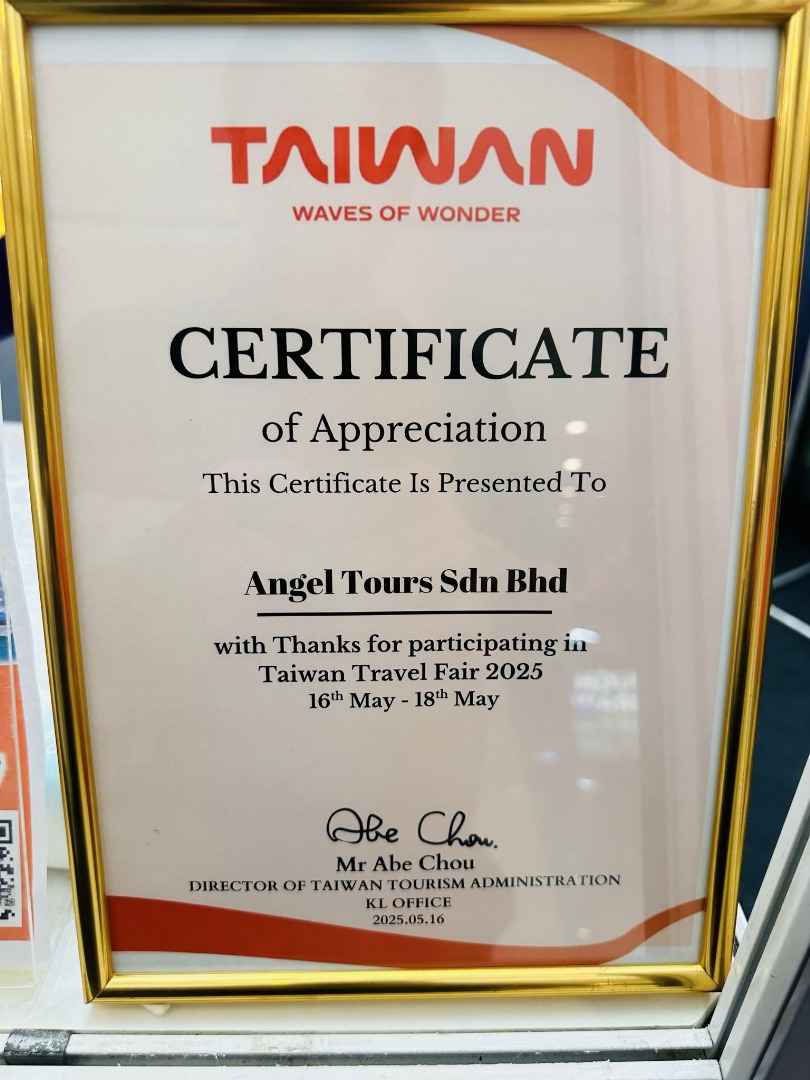 TAIWAN
WAVES OF WONDER
CERTIFICATE
of Appreciation
This Certificate Is Presented To
Angel Tours Sdn Bhd
with Thanks for participating in
Taiwan Travel Fair 2025
16th May - 18th May
Abe Chou.
Mr Abe Chou
DIRECTOR OF TAIWAN TOURISM ADMINISTRATION
KL OFFICE
2025.05.16